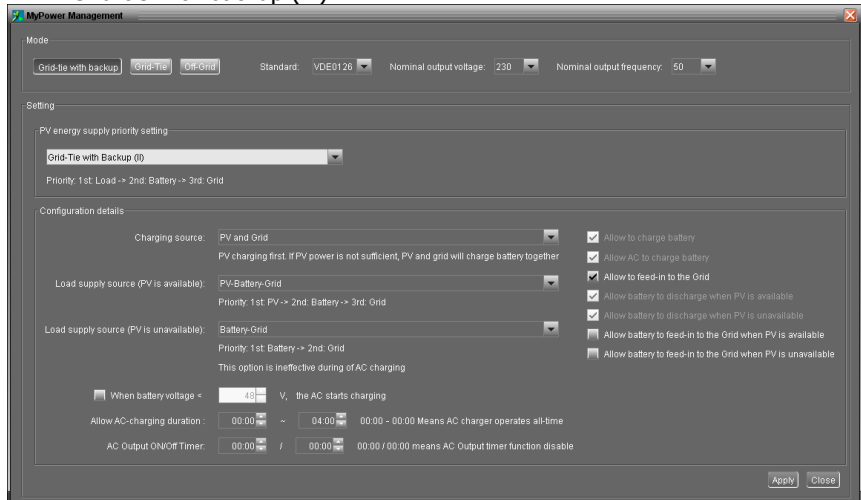 MyPower Management
Mode
Grid-tie with backup Grid-Tie Off-Grid Standard: VDE0126 Nominal output voltage: 230 Nominal output frequency: 50
Setting
PV energy supply priority setting
Grid-Tie with Backup (II)
Priority: 1st: Load -> 2nd: Battery -> 3rd: Grid
Configuration details
Charging source: PV and Grid
PV charging first. If PV power is not sufficient, PV and grid will charge battery together
Load supply source (PV is available): PV-Battery-Grid
Priority: 1st: PV -> 2nd: Battery -> 3rd: Grid
Load supply source (PV is unavailable): Battery-Grid
Priority: 1st: Battery -> 2nd: Grid
This option is ineffective during of AC charging
When battery voltage < 48 V, the AC starts charging
Allow AC-charging duration : 00:00 ~ 04:00 00:00 - 00:00 Means AC charger operates all-time
AC Output ON/Off Timer: 00:00 / 00:00 00:00 / 00:00 means AC Output timer function disable
Allow to charge battery
Allow AC to charge battery
Allow to feed-in to the Grid
Allow battery to discharge when PV is available
Allow battery to discharge when PV is unavailable
Allow battery to feed-in to the Grid when PV is available
Allow battery to feed-in to the Grid when PV is unavailable
Apply Close